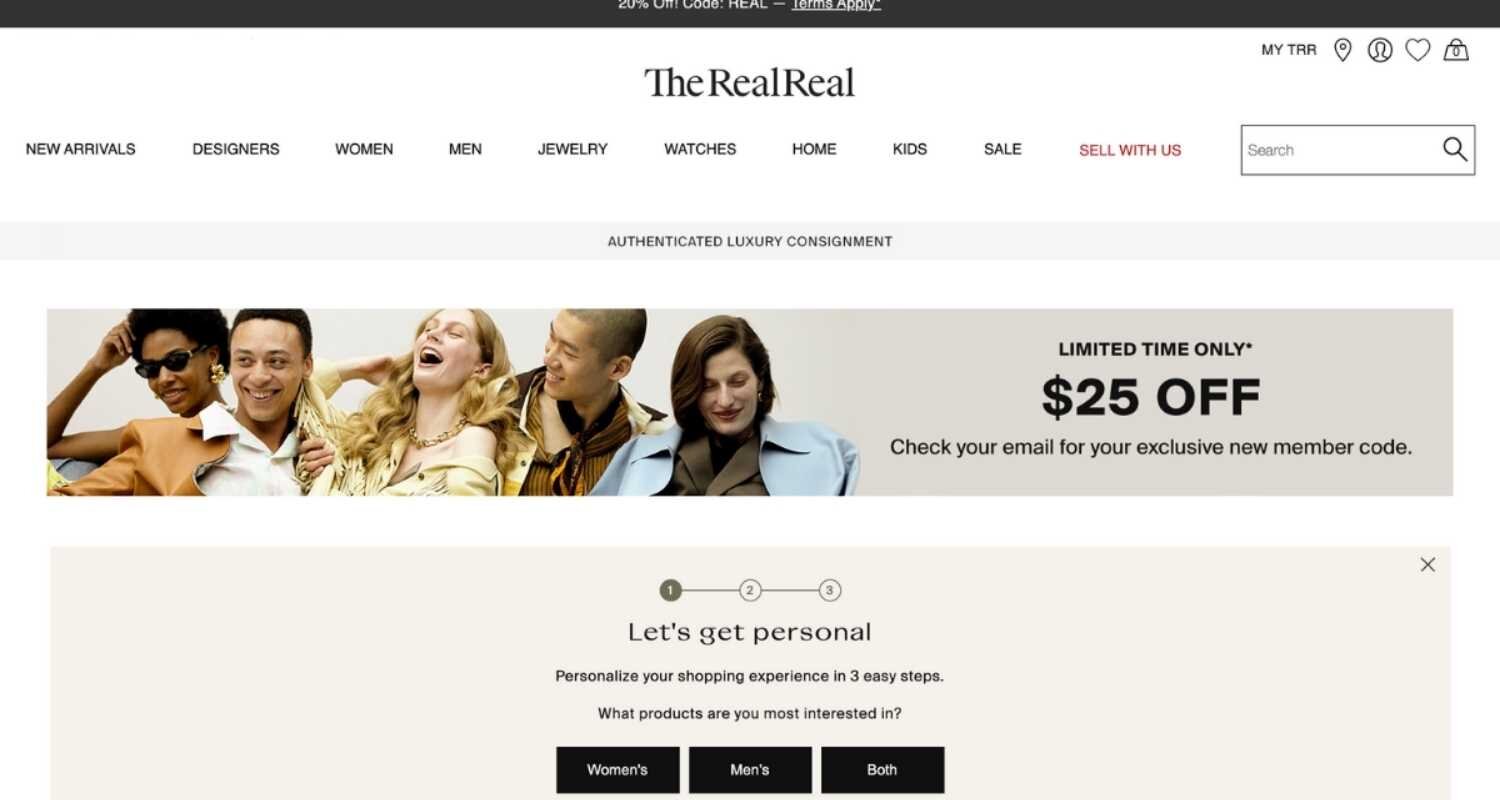 20% Off! Code: REAL — Terms Apply*
MY TRR
0
The RealReal
NEW ARRIVALS DESIGNERS WOMEN MEN JEWELRY WATCHES HOME KIDS SALE SELL WITH US Search
AUTHENTICATED LUXURY CONSIGNMENT
LIMITED TIME ONLY*
$25 OFF
Check your email for your exclusive new member code.
1 2 3
Let's get personal
Personalize your shopping experience in 3 easy steps.
What products are you most interested in?
Women's Men's Both